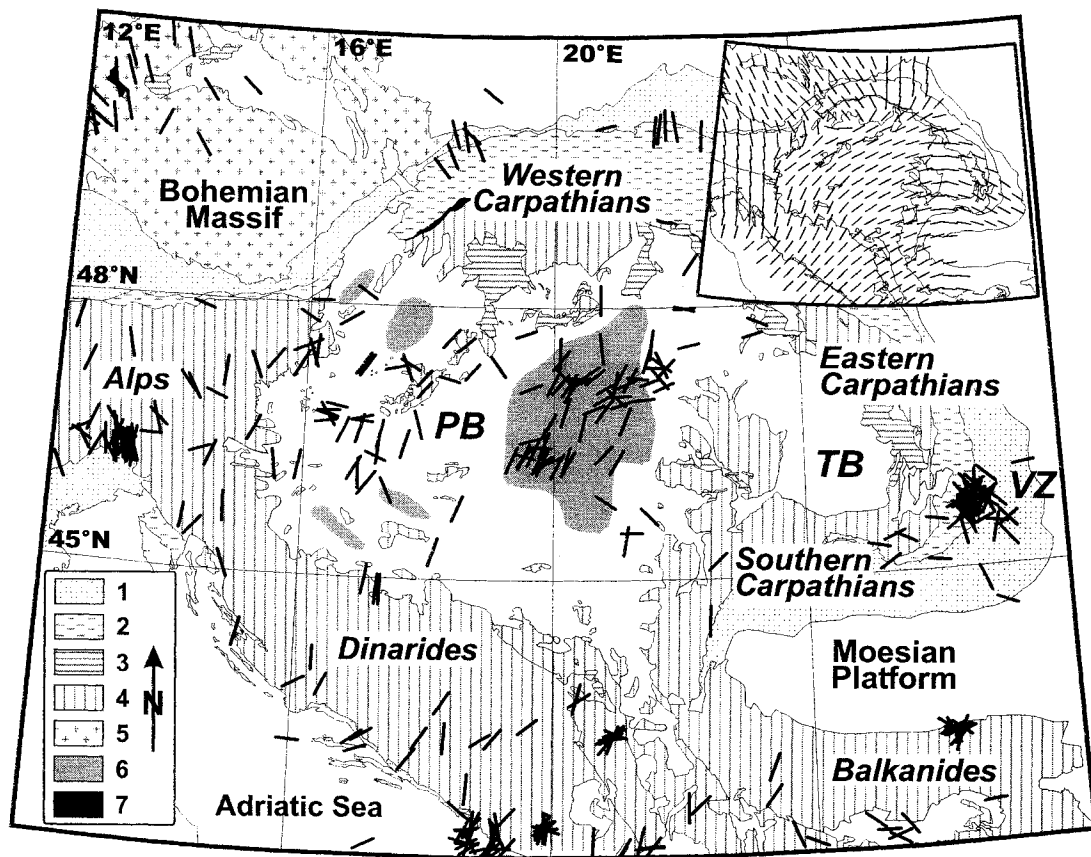 12°E
16°E
20°E
Bohemian
Massif
Western
Carpathians
48°N
Alps
Eastern
Carpathians
PB
TB
VZ
45°N
Southern
Carpathians
1
2
3
4
5
6
7
N
Dinarides
Moesian
Platform
Balkanides
Adriatic Sea